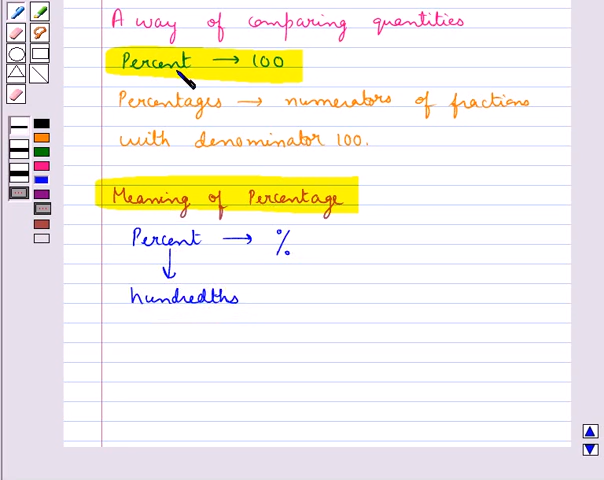 A way of comparing quantities
Percent → 100
Percentages → numerators of fractions
with denominator 100.
Meaning of Percentage
Percent → %
↓
hundredths